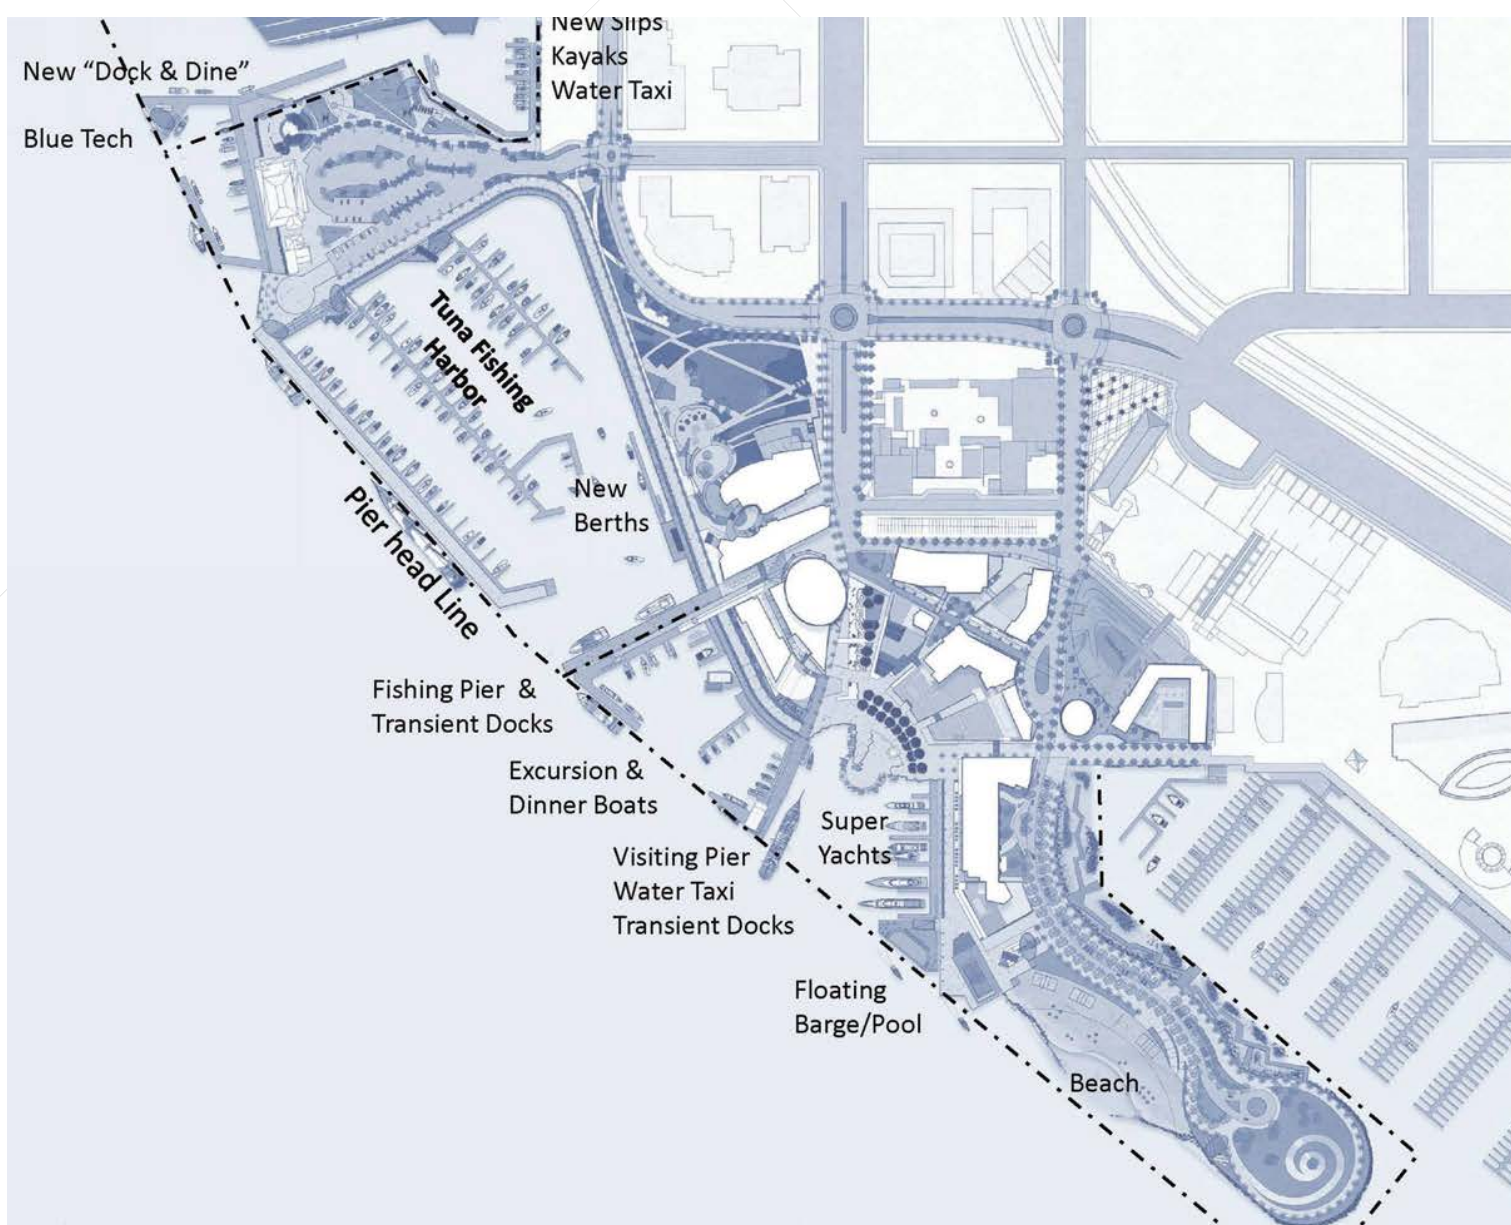 New Slips
Kayaks
Water Taxi
New “Dock & Dine”
Blue Tech
Tuna Fishing
Harbor
New
Berths
Pier head Line
Fishing Pier &
Transient Docks
Excursion &
Dinner Boats
Super
Yachts
Visiting Pier
Water Taxi
Transient Docks
Floating
Barge/Pool
Beach